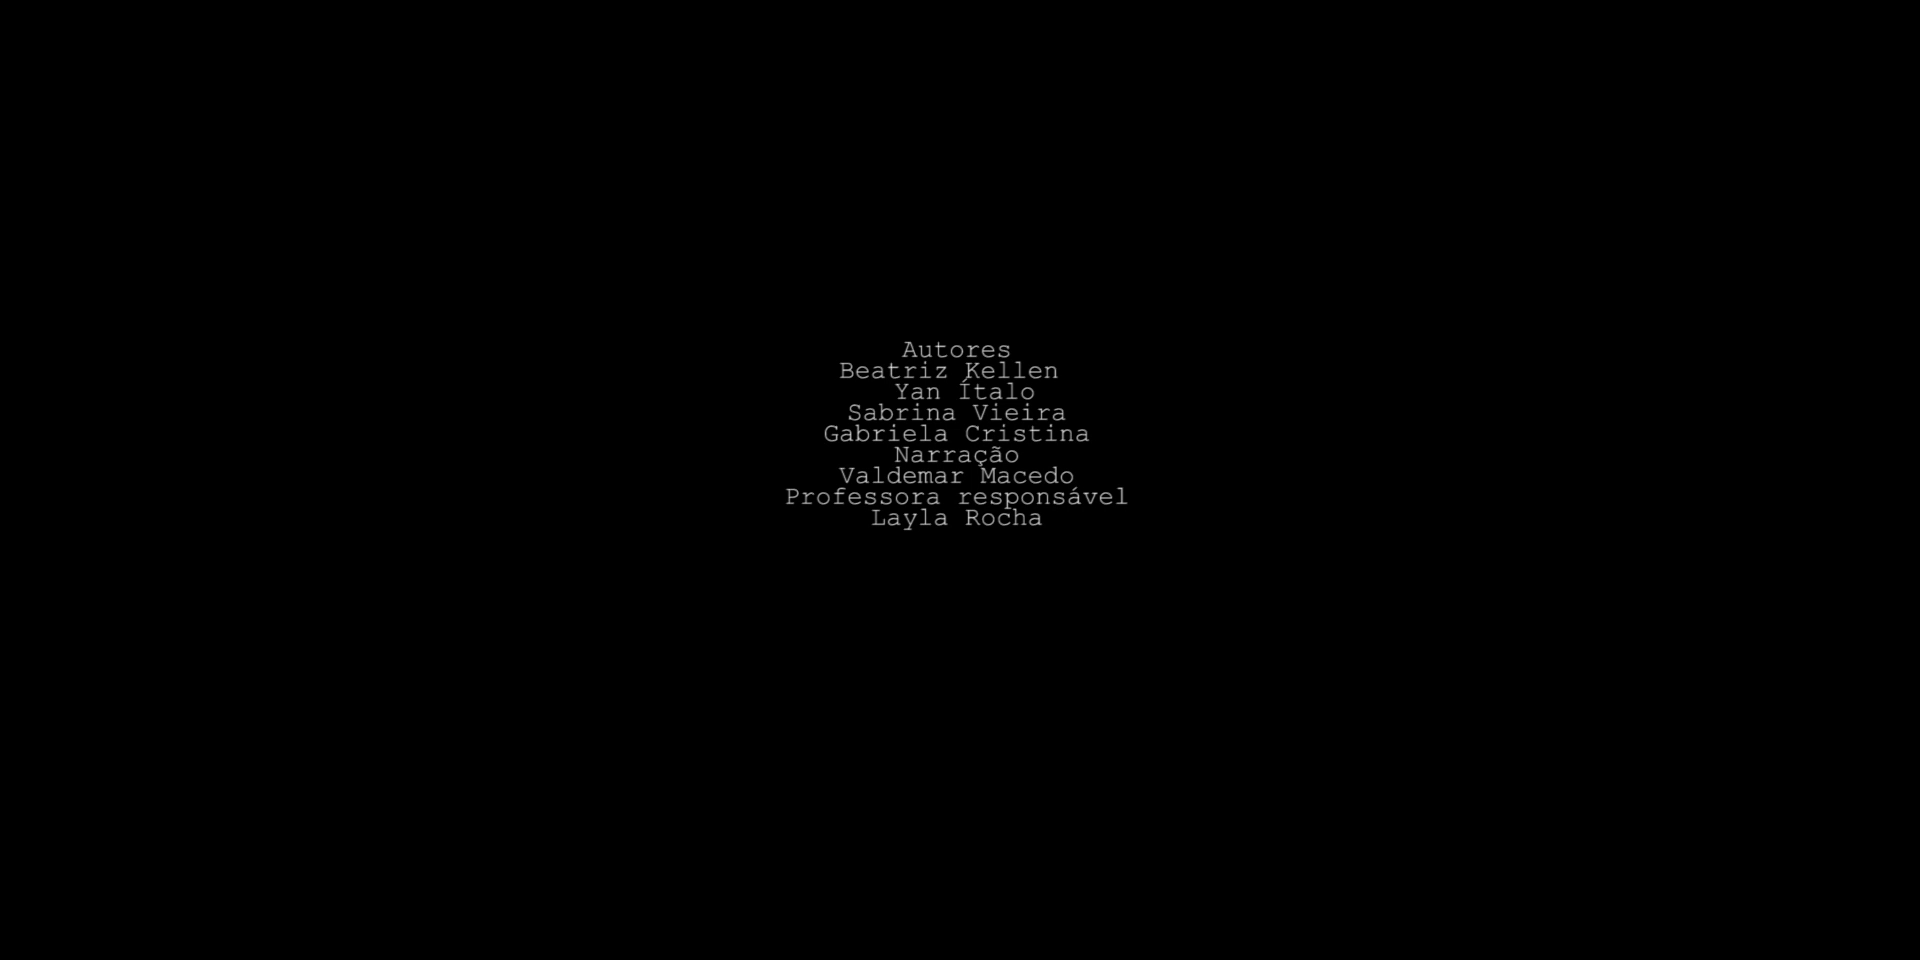 Autores
Beatriz Kellen
Yan Ítalo
Sabrina Vieira
Gabriela Cristina
Narração
Valdemar Macedo
Professora responsável
Layla Rocha